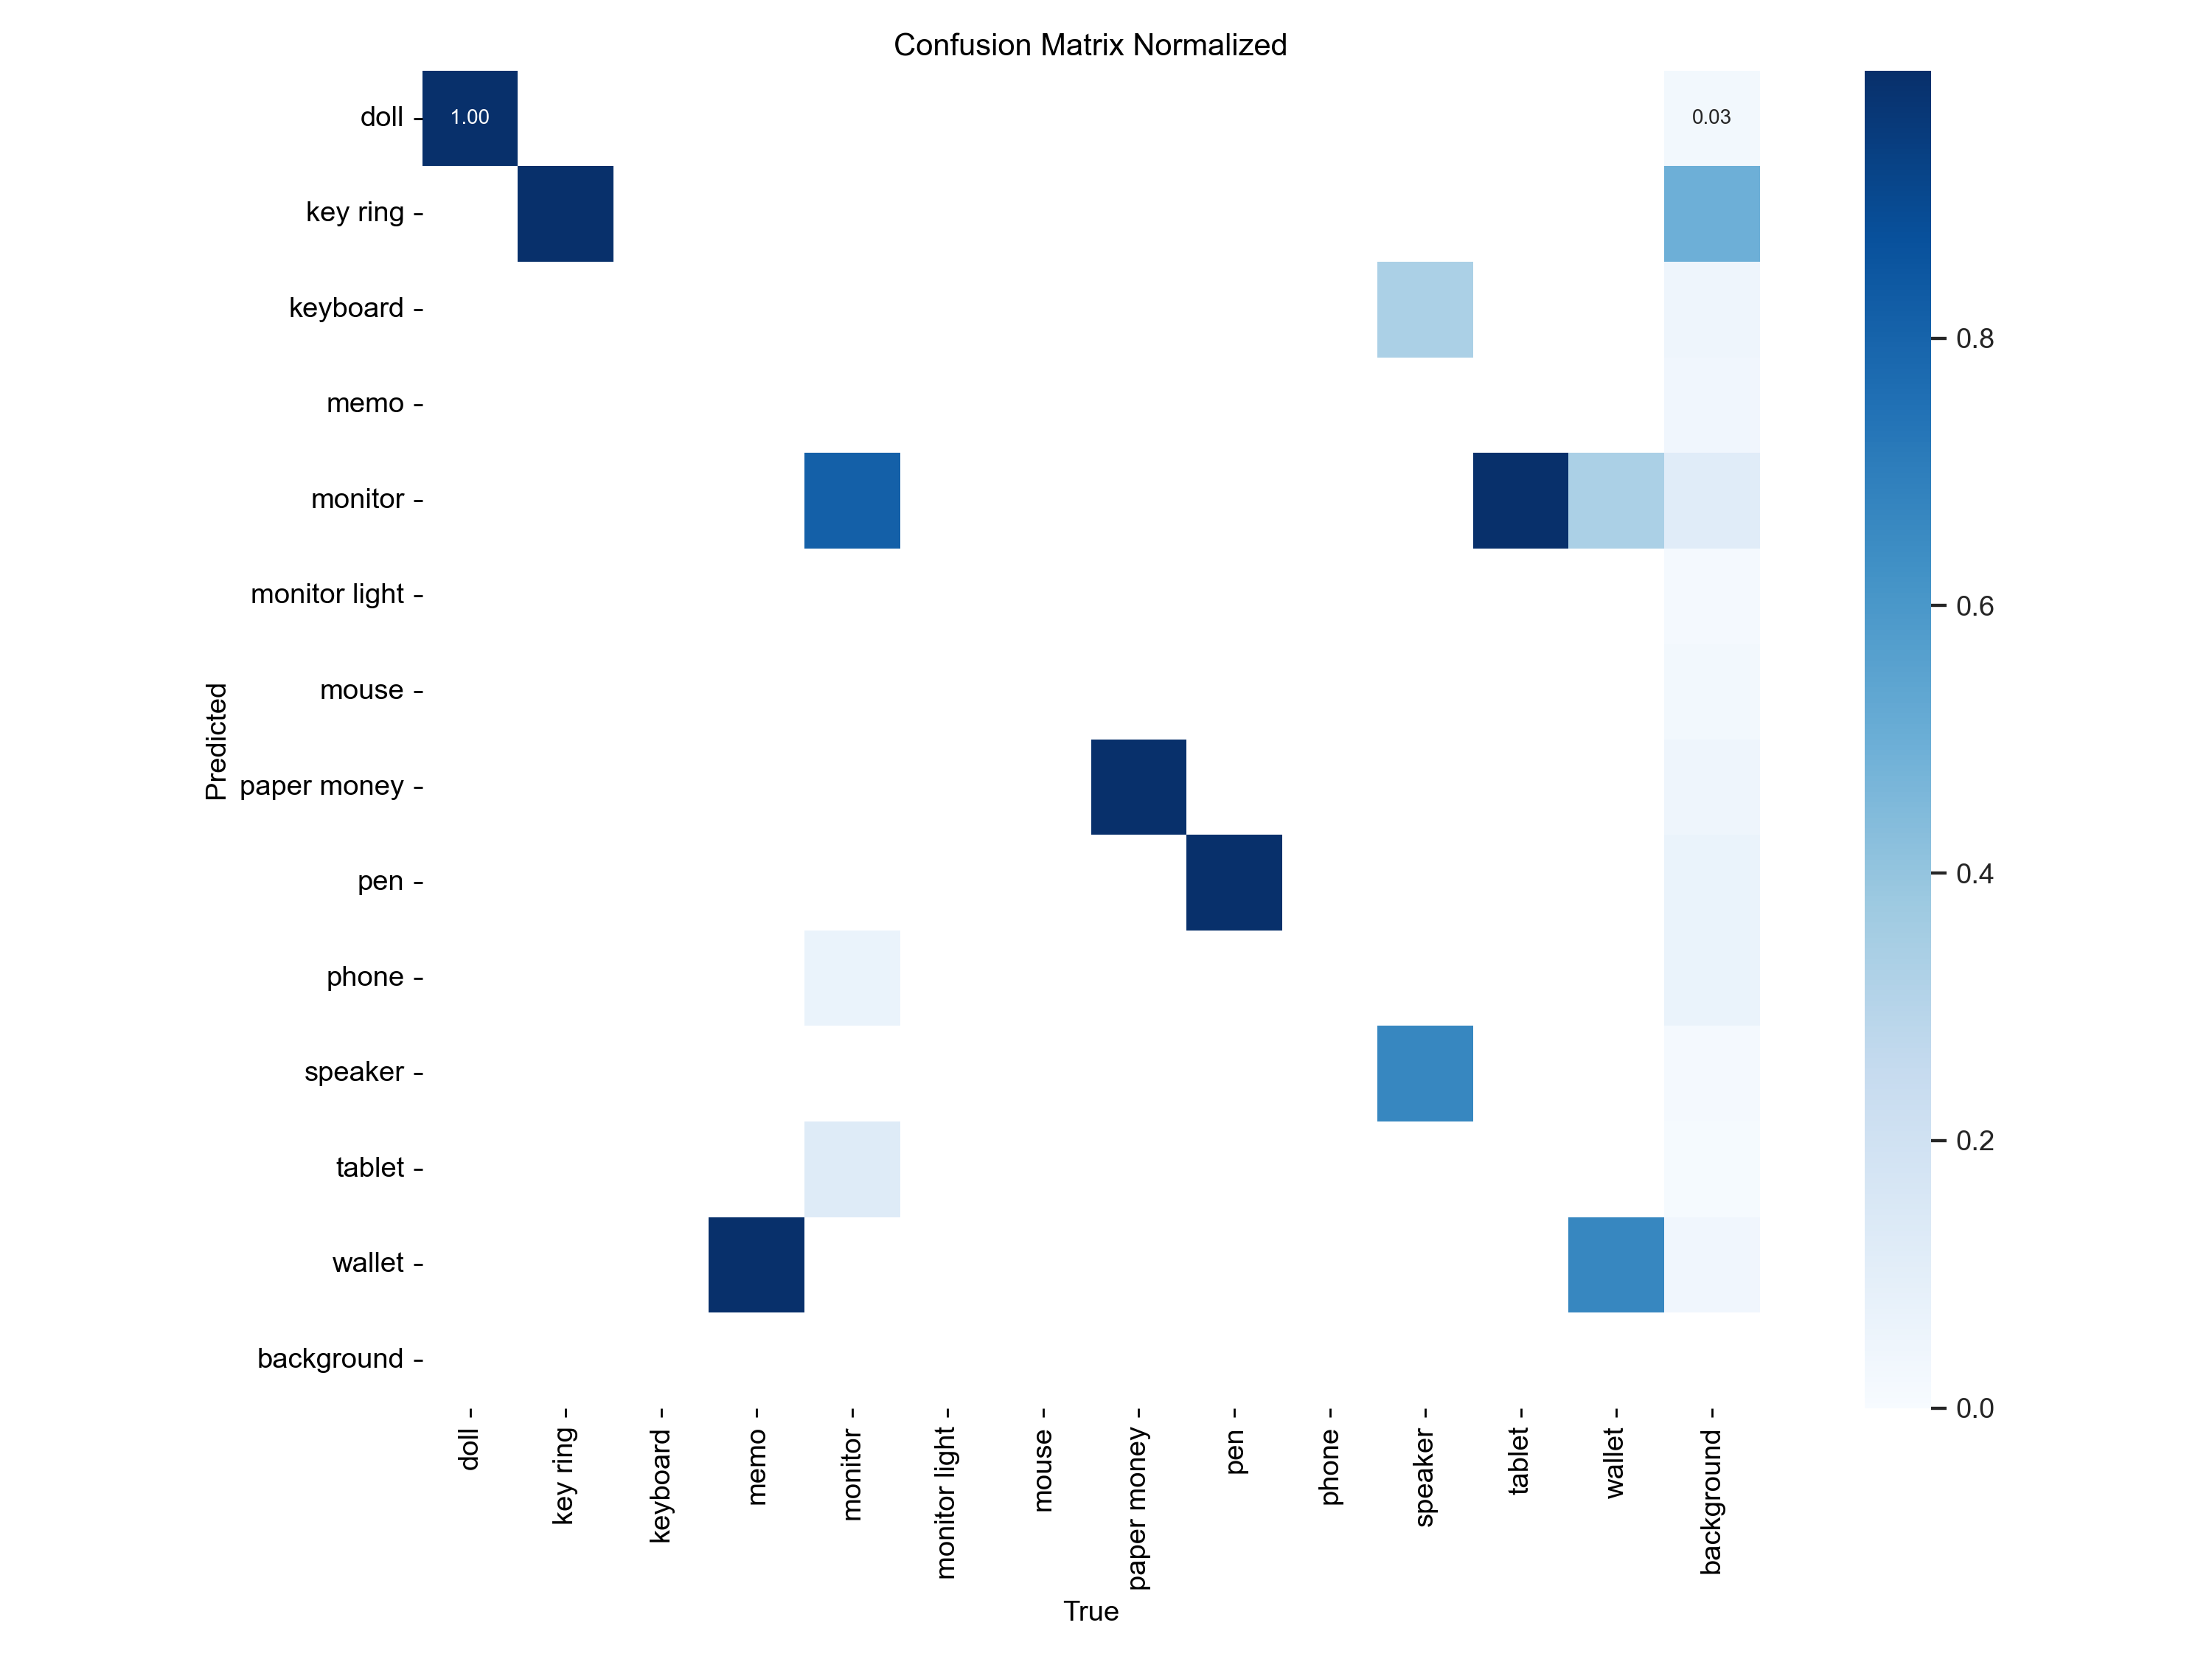 Confusion Matrix Normalized
doll
1.00
0.03
key ring
keyboard
memo
monitor
monitor light
mouse
paper money
pen
phone
speaker
tablet
wallet
background
Predicted
doll
key ring
keyboard
memo
monitor
monitor light
mouse
paper money
pen
phone
speaker
tablet
wallet
background
True
0.8
0.6
0.4
0.2
0.0